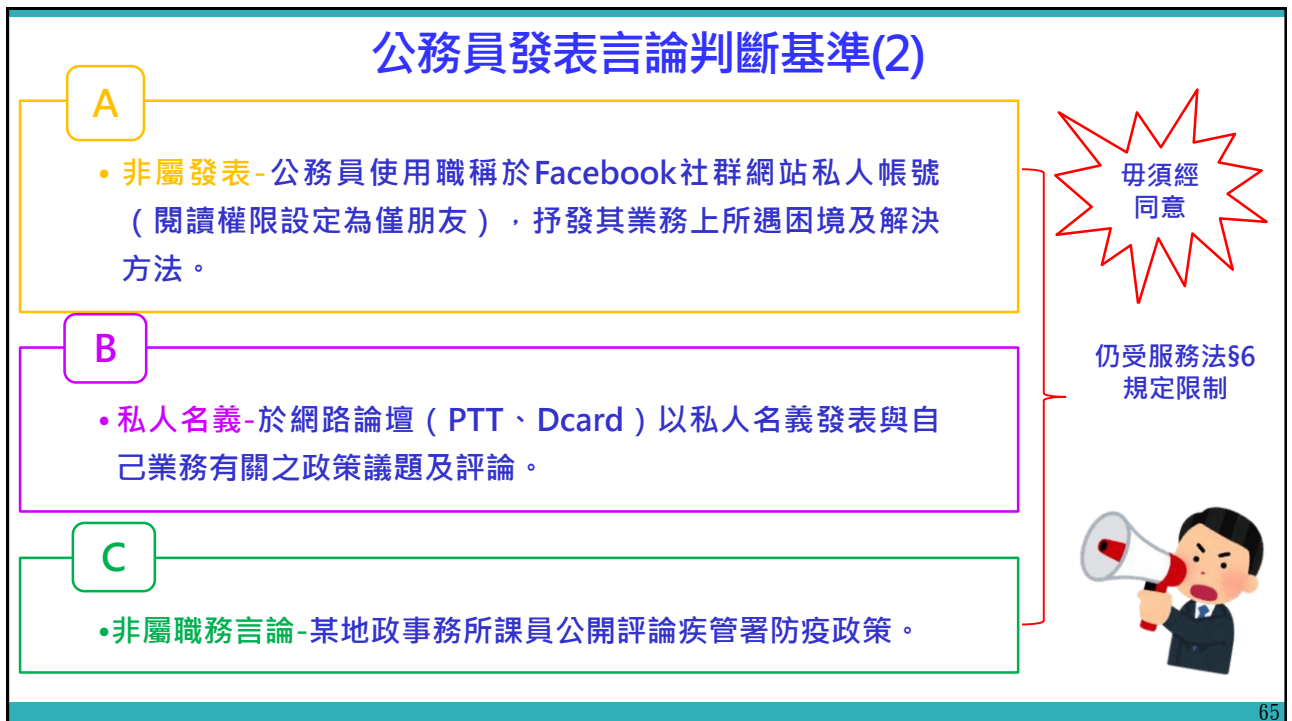 公務員發表言論判斷基準(2)
A
• 非屬發表-公務員使用職稱於Facebook社群網站私人帳號
（閱讀權限設定為僅朋友），抒發其業務上所遇困境及解決
方法。
毋須經
同意
B
• 私人名義-於網路論壇（PTT、Dcard）以私人名義發表與自
己業務有關之政策議題及評論。
仍受服務法§6
規定限制
C
•非屬職務言論-某地政事務所課員公開評論疾管署防疫政策。
65